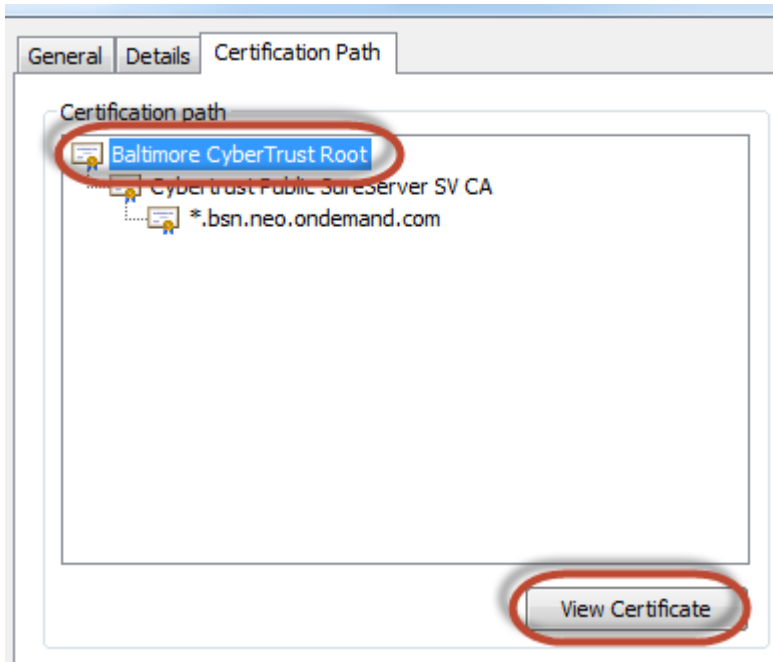 General Details Certification Path
Certification path
Baltimore CyberTrust Root
Cybertrust Public SureServer SV CA
*.bsn.neo.ondemand.com
View Certificate